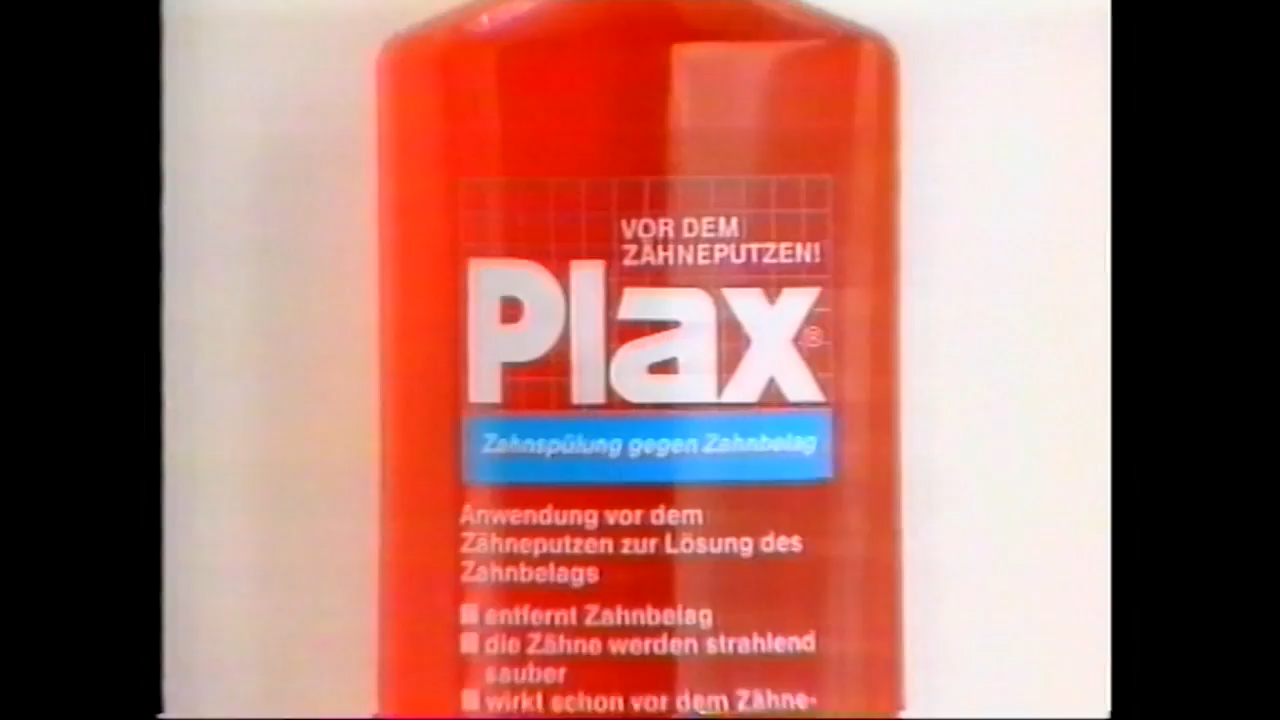 VOR DEM
ZÄHNEPUTZEN!
Plax®
Zahnspülung gegen Zahnbelag
Anwendung vor dem
Zähneputzen zur Lösung des
Zahnbelags
■ entfernt Zahnbelag
■ die Zähne werden strahlend
sauber
■ wirkt schon vor dem Zähne-